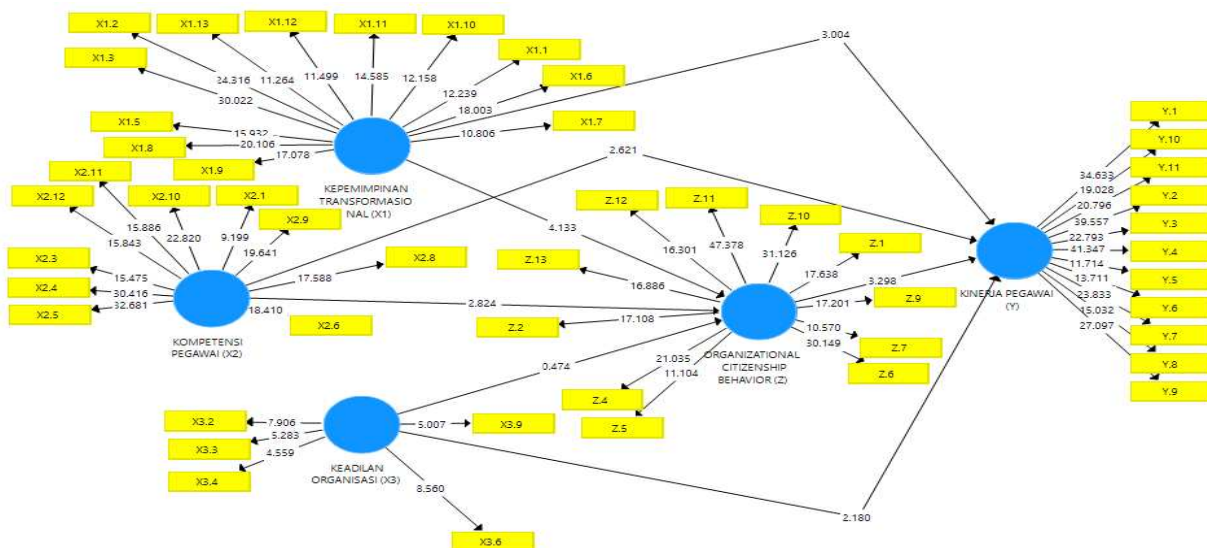 X1.2
X1.13
X1.12
X1.11
X1.10
X1.3
X1.1
X1.6
X1.5
X1.7
X1.8
X1.9
24.316
11.264
11.499
14.585
12.158
30.022
12.239
18.003
15.932
20.106
10.806
17.078
3.004
KEPEMIMPINAN
TRANSFORMASIO
NAL (X1)
X2.11
X2.12
X2.10
X2.1
X2.9
X2.3
X2.8
X2.4
X2.5
X2.6
15.886
22.820
9.199
15.843
19.641
15.475
17.588
30.416
32.681
18.410
2.621
4.133
2.824
KOMPETENSI
PEGAWAI (X2)
Z.12
Z.11
Z.10
Z.1
Z.13
Z.9
Z.2
Z.7
Z.6
Z.4
Z.5
16.301
47.378
31.126
17.638
16.886
3.298
17.201
17.108
10.570
30.149
21.035
11.104
0.474
ORGANIZATIONAL
CITIZENSHIP
BEHAVIOR (Z)
X3.2
X3.9
X3.3
X3.4
X3.6
7.906
5.007
5.283
4.559
8.560
2.180
KEADILAN
ORGANISASI (X3)
Y.1
Y.10
Y.11
Y.2
Y.3
Y.4
Y.5
Y.6
Y.7
Y.8
Y.9
34.633
19.028
20.796
39.557
22.793
41.347
11.714
13.711
23.833
15.032
27.097
KINERJA PEGAWAI
(Y)